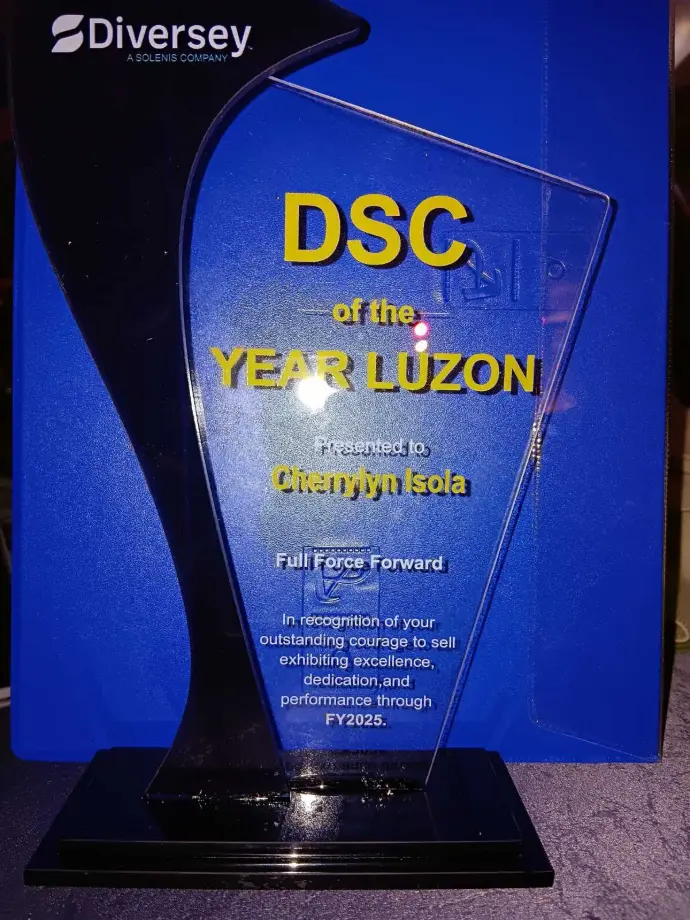 Diversey
A SOLENIS COMPANY
DSC
of the
YEAR LUZON
Presented to
Cherrylyn Isola
Full Force Forward
In recognition of your
outstanding courage to sell
exhibiting excellence,
dedication,and
performance through
FY2025.